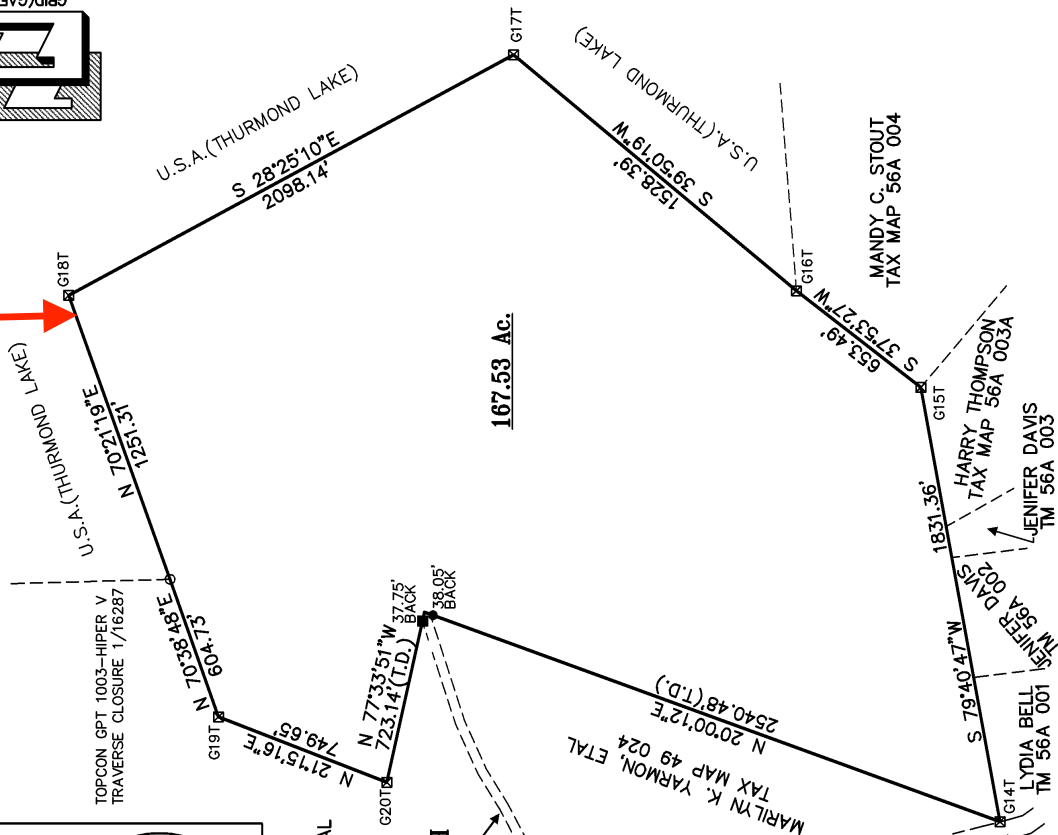 G17T
U.S.A.(THURMOND LAKE)
S 28°25'10"E
2098.14'
U.S.A.(THURMOND LAKE)
S 39°50'19"W
1528.39'
G18T
MANDY C. STOUT
TAX MAP 56A 004
G16T
U.S.A.(THURMOND LAKE)
N 70°21'19"E
1251.31'
167.53 Ac.
S 37°53'27"W
653.49'
G15T
HARRY THOMPSON
TAX MAP 56A 003A
JENIFER DAVIS
TM 56A 003
1831.36'
TOPCON GPT 1003-HIPER V
TRAVERSE CLOSURE 1/16287
N 70°38'48"E
604.73'
37.75'
BACK
38.05'
BACK
JENIFER DAVIS
TM 56A 002
G19T
N 77°33'51"W
723.14'(T.D.)
N 21°15'16"E
749.65'
N 20°00'12"E
2540.48'(T.D.)
S 79°40'47"W
G20T
MARILYN K. YARMON, ETAL
TAX MAP 49 024
LYDIA BELL
TM 56A 001
G14T
AL